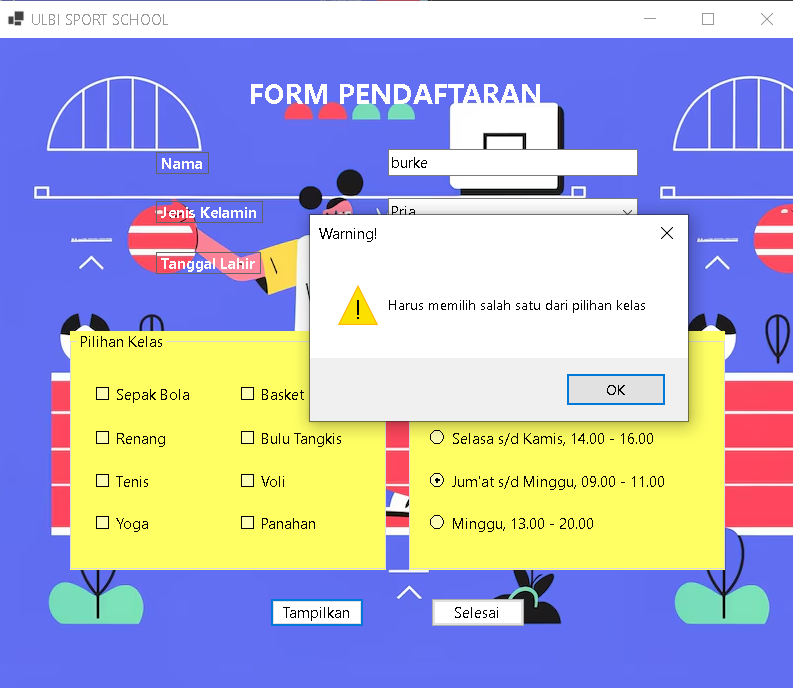 ULBI SPORT SCHOOL
FORM PENDAFTARAN
Nama
burke
Jenis Kelamin
Pria
Tanggal Lahir
Warning!
Harus memilih salah satu dari pilihan kelas
OK
Pilihan Kelas
Sepak Bola
Basket
Renang
Bulu Tangkis
Tenis
Voli
Yoga
Panahan
Selasa s/d Kamis, 14.00 - 16.00
Jum'at s/d Minggu, 09.00 - 11.00
Minggu, 13.00 - 20.00
Tampilkan
Selesai